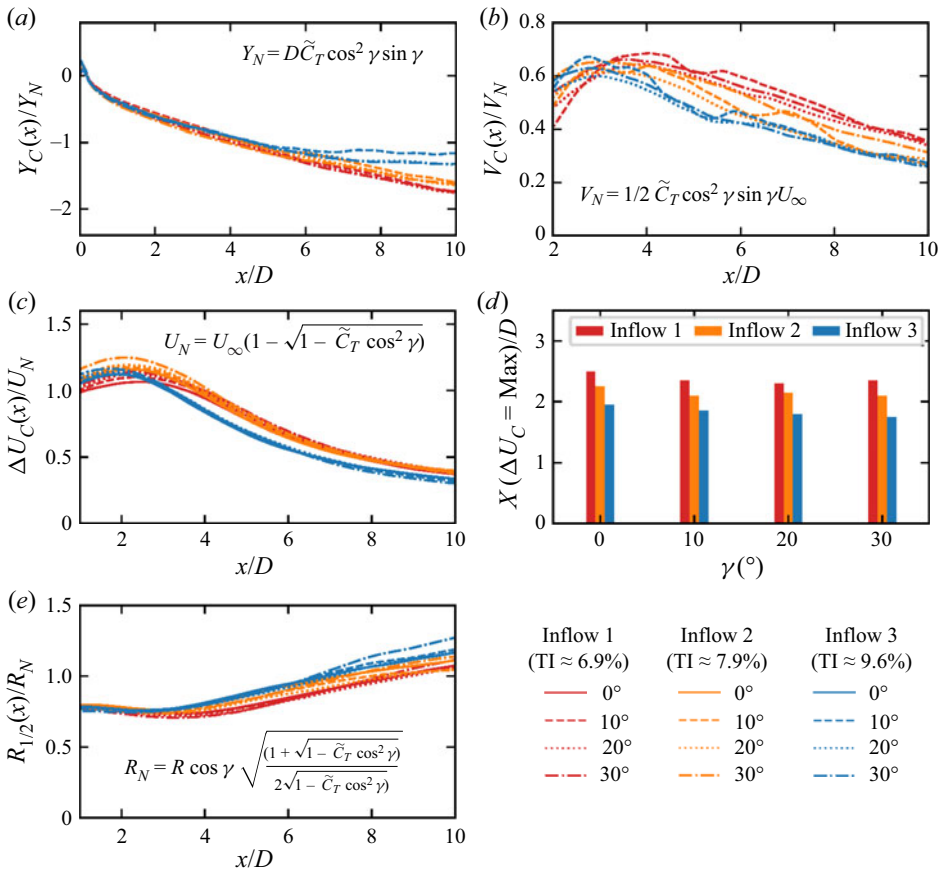 (a)
Y_N = D C̃_T cos² γ sin γ
Y_C(x)/Y_N
0
−1
−2
0 2 4 6 8 10
x/D
(b)
V_C(x)/V_N
0.8
0.6
0.4
0.2
0
V_N = 1/2 C̃_T cos² γ sin γU_∞
2 4 6 8 10
x/D
(c)
U_N = U_∞(1 − √(1 − C̃_T cos² γ))
ΔU_C(x)/U_N
1.5
1.0
0.5
0
2 4 6 8 10
x/D
(d)
Inflow 1 Inflow 2 Inflow 3
X (ΔU_C = Max)/D
3
2
1
0
0 10 20 30
γ (°)
(e)
R_{1/2}(x)/R_N
1.5
1.0
0.5
0
R_N = R cos γ √((1 + √(1 − C̃_T cos² γ))/(2√(1 − C̃_T cos² γ)))
2 4 6 8 10
x/D
Inflow 1 Inflow 2 Inflow 3
(TI ≈ 6.9%) (TI ≈ 7.9%) (TI ≈ 9.6%)
0° 0° 0°
10° 10° 10°
20° 20° 20°
30° 30° 30°